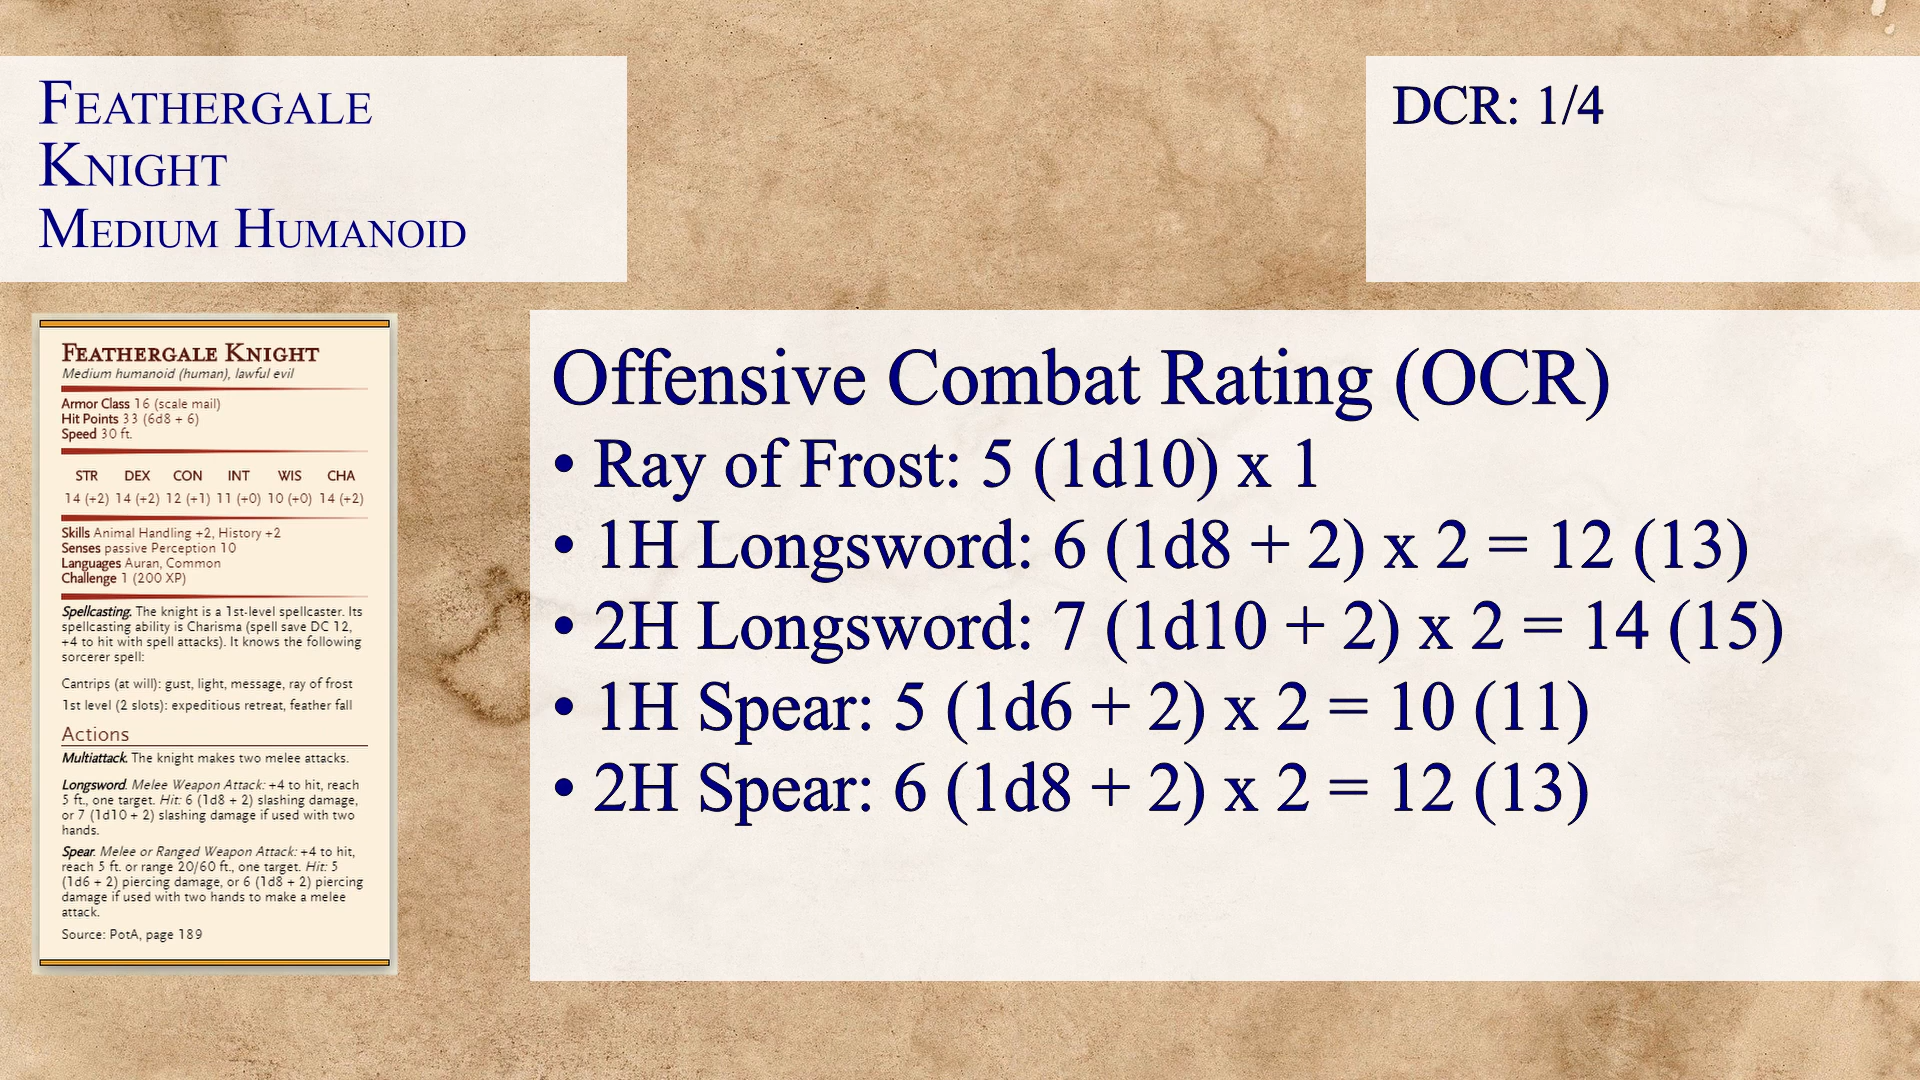 Feathergale
Knight
Medium Humanoid
DCR: 1/4
Feathergale Knight
Medium humanoid (human), lawful evil
Armor Class 16 (scale mail)
Hit Points 33 (6d8 + 6)
Speed 30 ft.
STR DEX CON INT WIS CHA
14 (+2) 14 (+2) 12 (+1) 11 (+0) 10 (+0) 14 (+2)
Skills Animal Handling +2, History +2
Senses passive Perception 10
Languages Auran, Common
Challenge 1 (200 XP)
Spellcasting. The knight is a 1st-level spellcaster. Its
spellcasting ability is Charisma (spell save DC 12,
+4 to hit with spell attacks). It knows the following
sorcerer spell:
Cantrips (at will): gust, light, message, ray of frost
1st level (2 slots): expeditious retreat, feather fall
Actions
Multiattack. The knight makes two melee attacks.
Longsword. Melee Weapon Attack: +4 to hit, reach
5 ft., one target. Hit: 6 (1d8 + 2) slashing damage,
or 7 (1d10 + 2) slashing damage if used with two
hands.
Spear. Melee or Ranged Weapon Attack: +4 to hit,
reach 5 ft. or range 20/60 ft., one target. Hit: 5
(1d6 + 2) piercing damage, or 6 (1d8 + 2) piercing
damage if used with two hands to make a melee
attack.
Source: PotA, page 189
Offensive Combat Rating (OCR)
• Ray of Frost: 5 (1d10) x 1
• 1H Longsword: 6 (1d8 + 2) x 2 = 12 (13)
• 2H Longsword: 7 (1d10 + 2) x 2 = 14 (15)
• 1H Spear: 5 (1d6 + 2) x 2 = 10 (11)
• 2H Spear: 6 (1d8 + 2) x 2 = 12 (13)